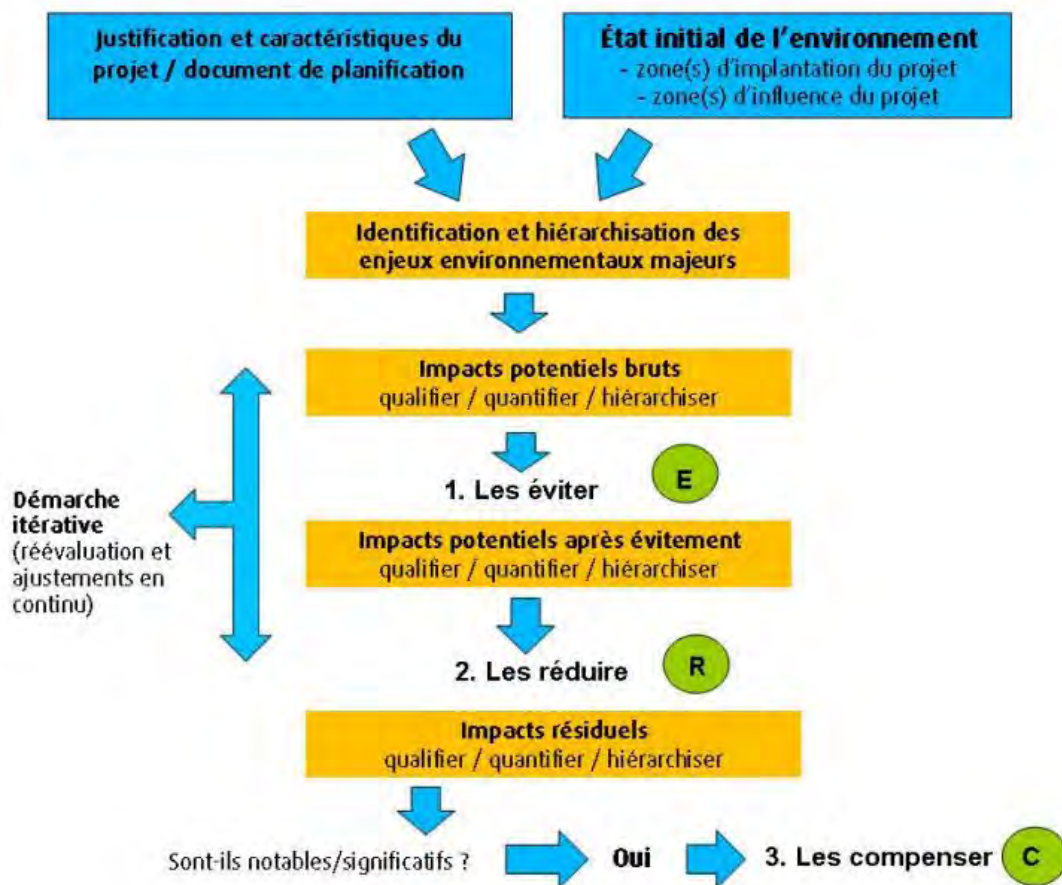 Justification et caractéristiques du
projet / document de planification
État initial de l'environnement
- zone(s) d'implantation du projet
- zone(s) d'influence du projet
Identification et hiérarchisation des
enjeux environnementaux majeurs
Impacts potentiels bruts
qualifier / quantifier / hiérarchiser
1. Les éviter
E
Démarche
itérative
(réévaluation et
ajustements en
continu)
Impacts potentiels après évitement
qualifier / quantifier / hiérarchiser
2. Les réduire
R
Impacts résiduels
qualifier / quantifier / hiérarchiser
Sont-ils notables/significatifs ?
Oui
3. Les compenser
C